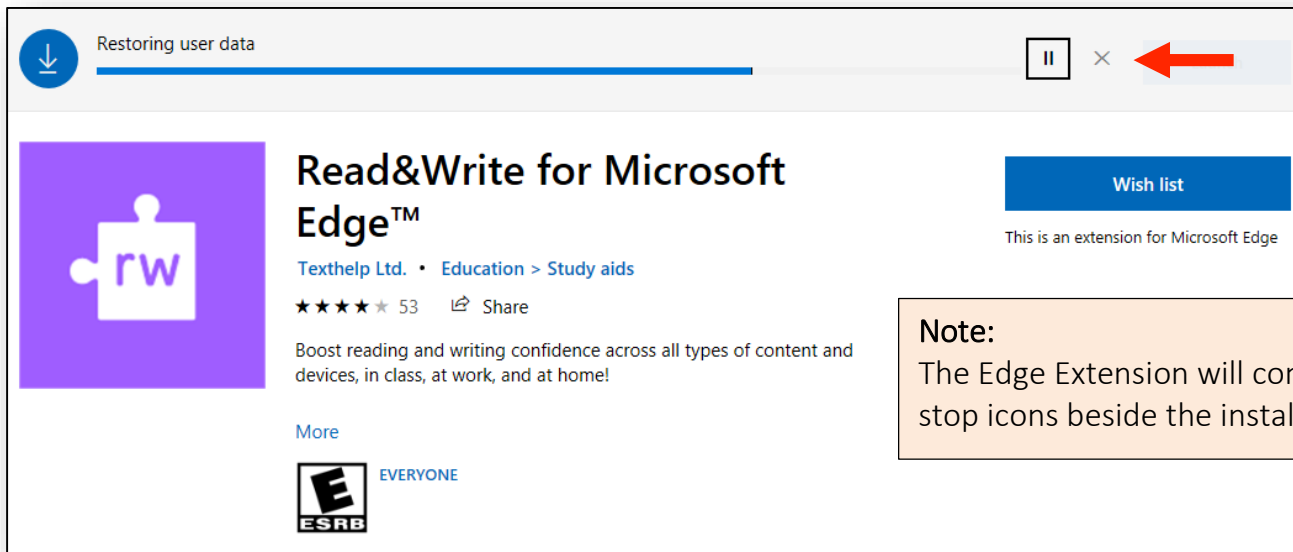 Restoring user data
Read&Write for Microsoft
Edge™
Texthelp Ltd. • Education > Study aids
★★★★★ 53 Share
Boost reading and writing confidence across all types of content and
devices, in class, at work, and at home!
More
E
ESRB
EVERYONE
rw
Wish list
This is an extension for Microsoft Edge
Note:
The Edge Extension will
stop icons beside the